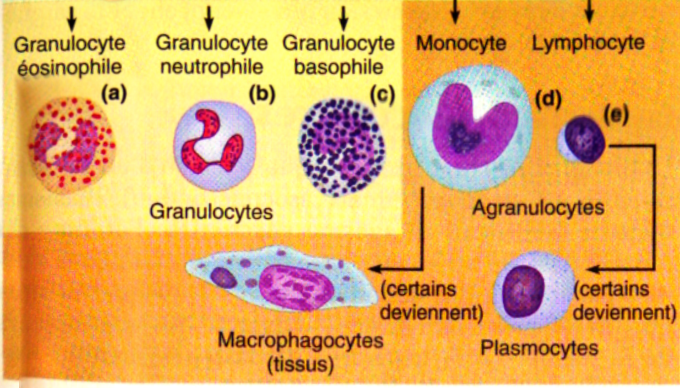 Granulocyte
éosinophile
Granulocyte
neutrophile
Granulocyte
basophile
Monocyte
Lymphocyte
(a)
(b)
(c)
(d)
(e)
Granulocytes
Agranulocytes
(certains
deviennent)
(certains
deviennent)
Macrophagocytes
(tissus)
Plasmocytes